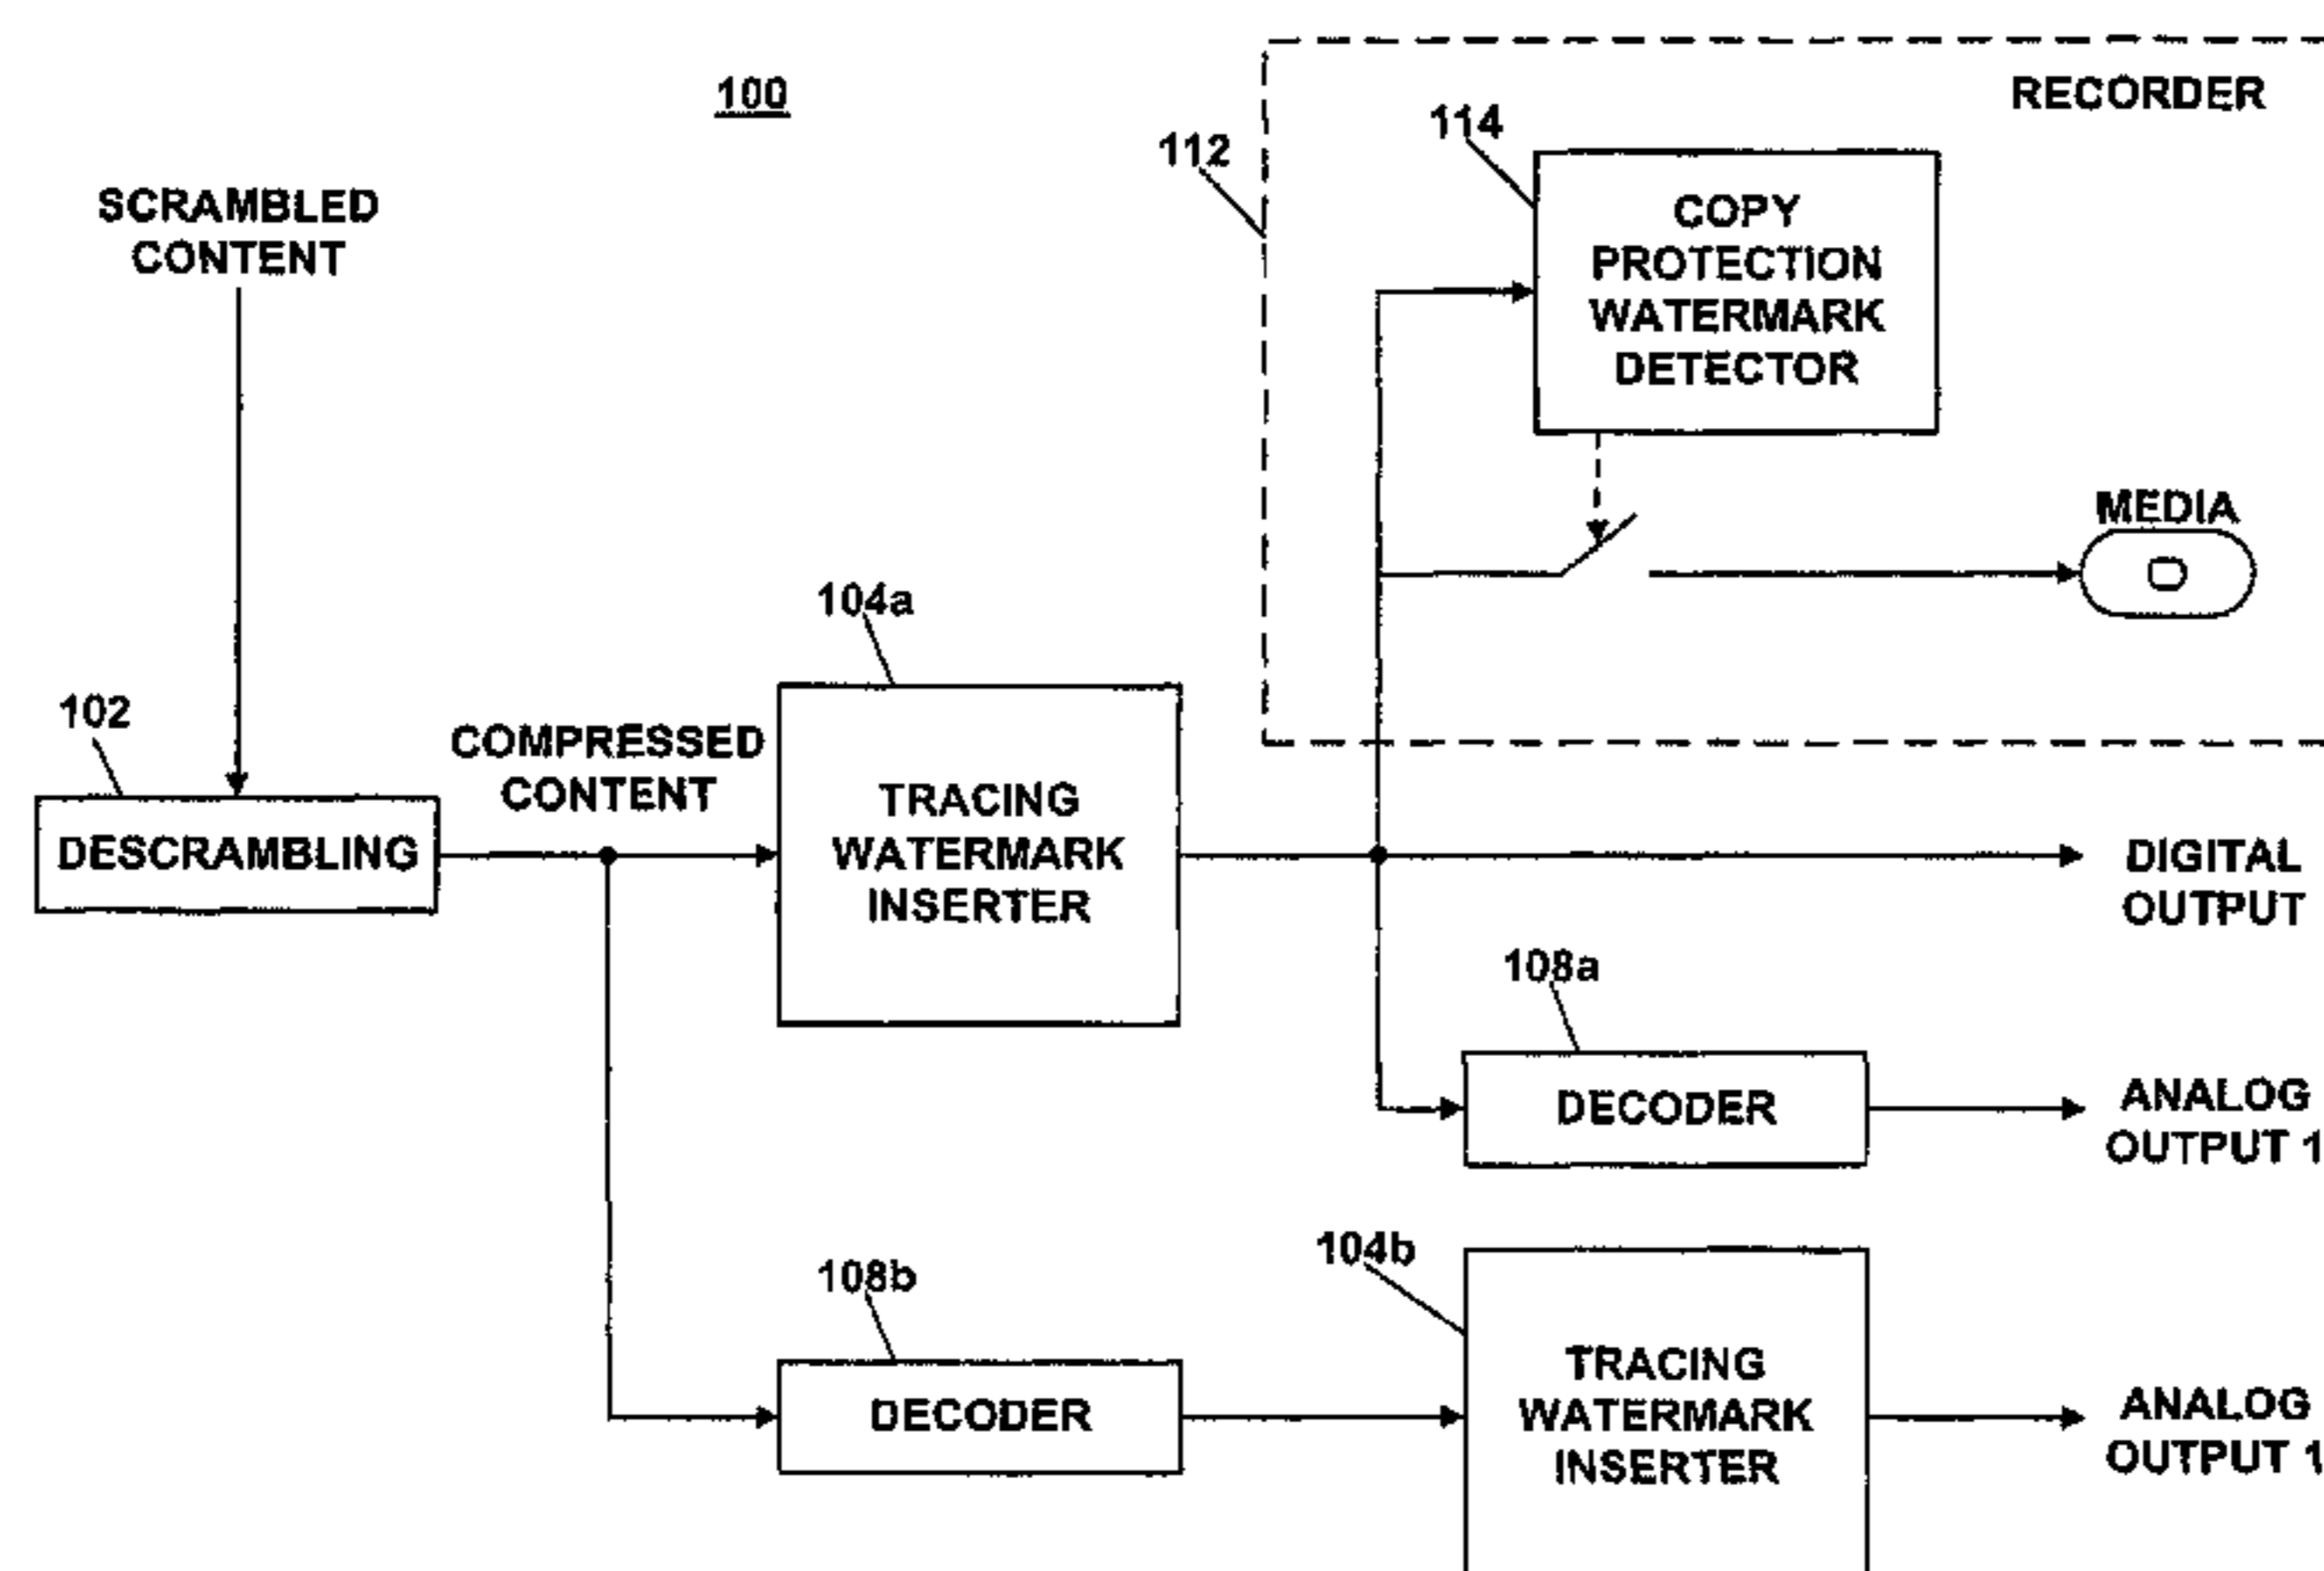 100
RECORDER
112
114
COPY
PROTECTION
WATERMARK
DETECTOR
SCRAMBLED
CONTENT
MEDIA
104a
102
COMPRESSED
CONTENT
DESCRAMBLING
TRACING
WATERMARK
INSERTER
DIGITAL
OUTPUT
108a
DECODER
ANALOG
OUTPUT 1
108b
DECODER
104b
TRACING
WATERMARK
INSERTER
ANALOG
OUTPUT 1